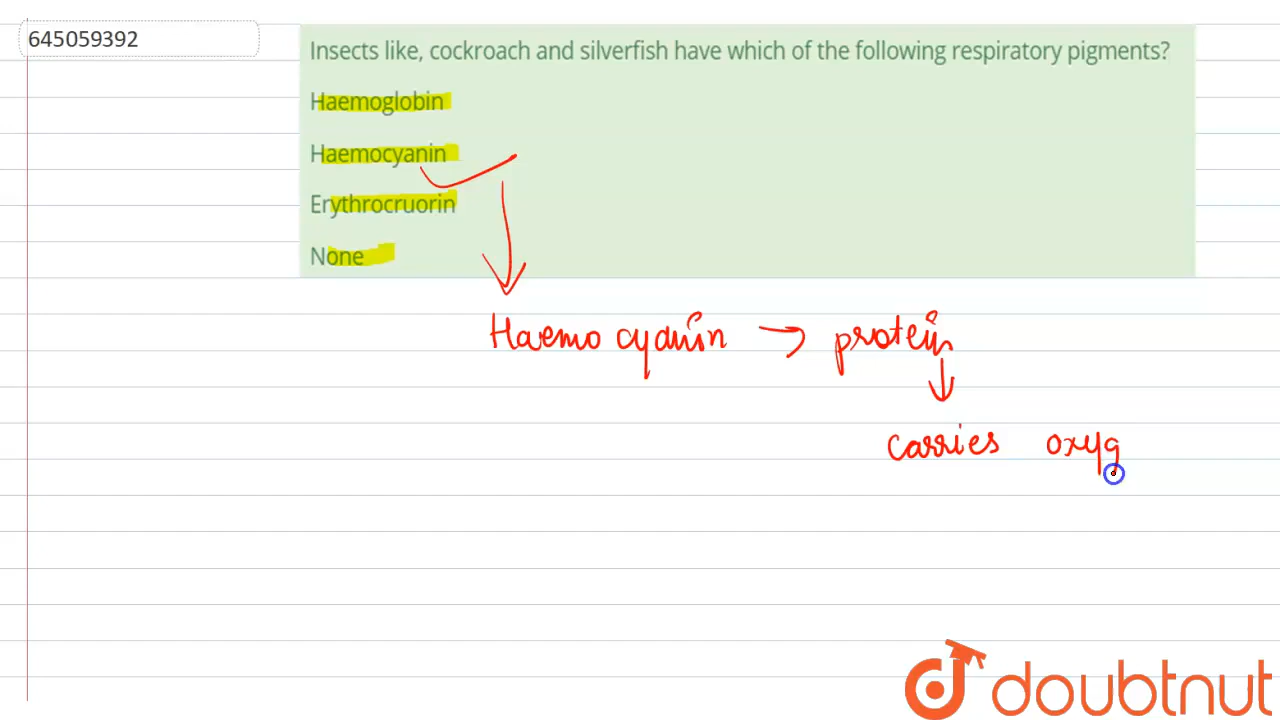 645059392
Insects like, cockroach and silverfish have which of the following respiratory pigments?
Haemoglobin
Haemocyanin
Erythrocruorin
None
Haemo cyanin → protein
carries oxyg
doubtnut